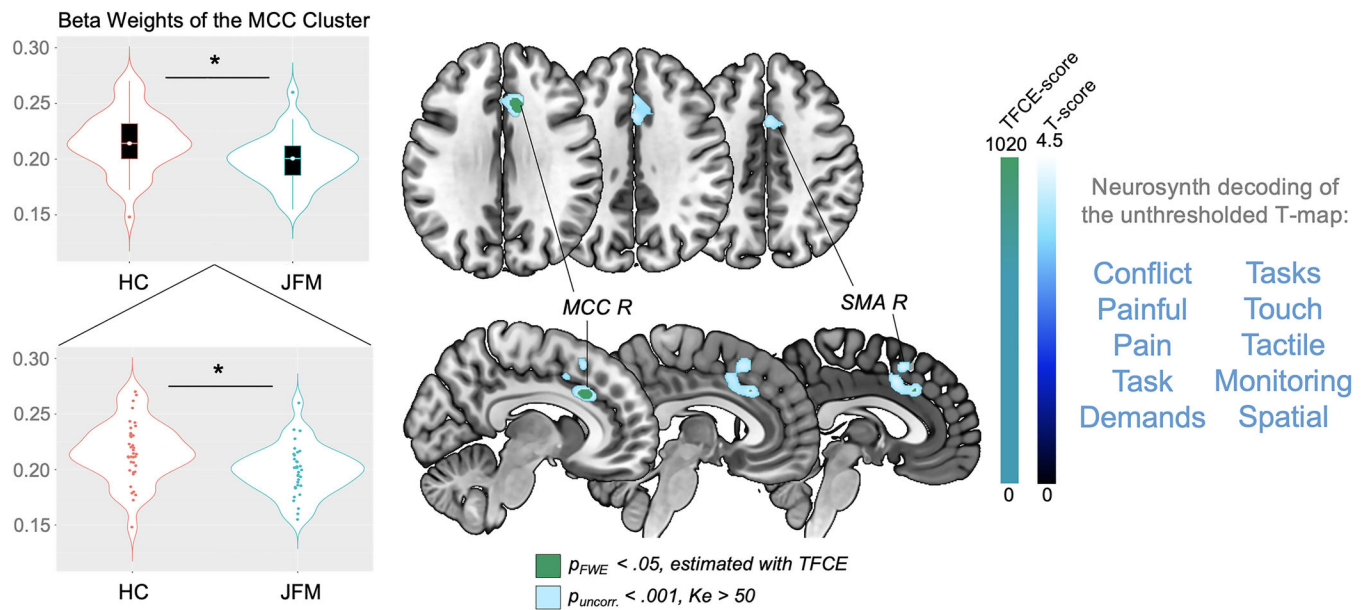 Beta Weights of the MCC Cluster
0.30
*
0.25
0.20
0.15
HC JFM
0.30
*
0.25
0.20
0.15
HC JFM
MCC R
SMA R
pFWE < .05, estimated with TFCE
puncorr. < .001, Ke > 50
TFCE-score
T-score
1020 4.5
0 0
Neurosynth decoding of
the unthresholded T-map:
Conflict Tasks
Painful Touch
Pain Tactile
Task Monitoring
Demands Spatial